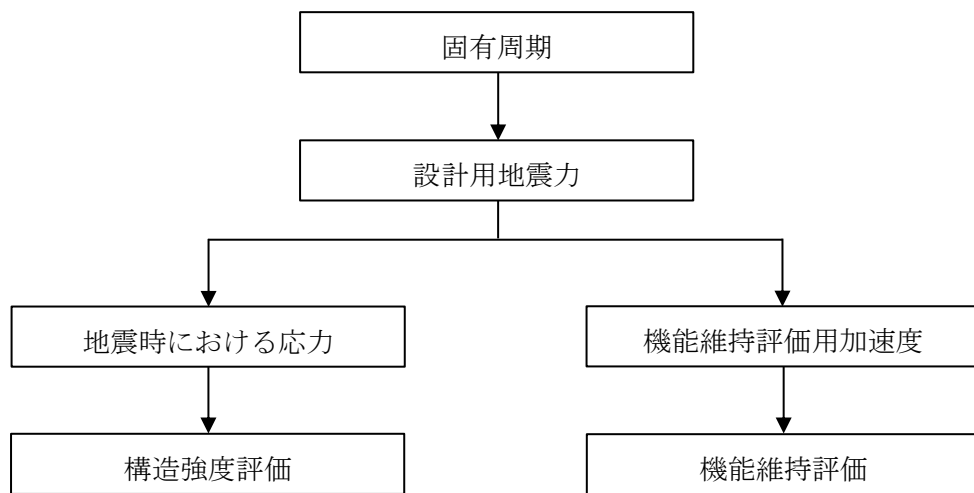 固有周期
設計用地震力
地震時における応力
機能維持評価用加速度
構造強度評価
機能維持評価